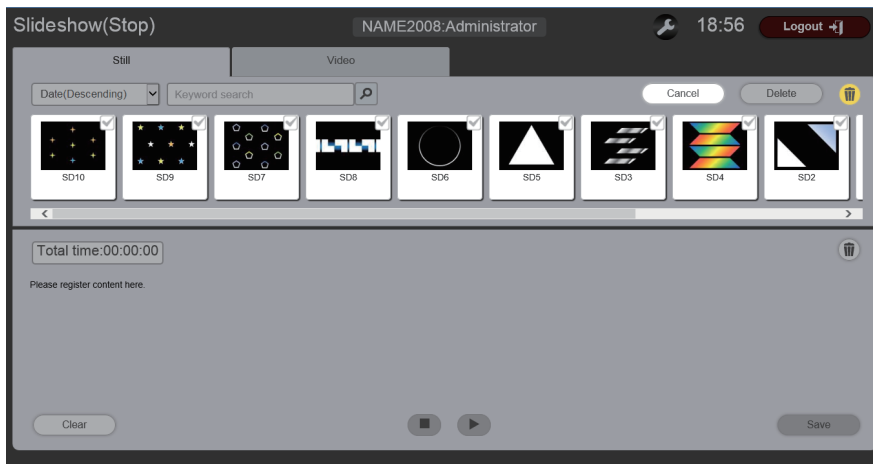 Slideshow(Stop)
NAME2008:Administrator
18:56
Logout
Still
Video
Date(Descending)
Keyword search
Cancel
Delete
SD10
SD9
SD7
SD8
SD6
SD5
SD3
SD4
SD2
Total time:00:00:00
Please register content here.
Clear
Save